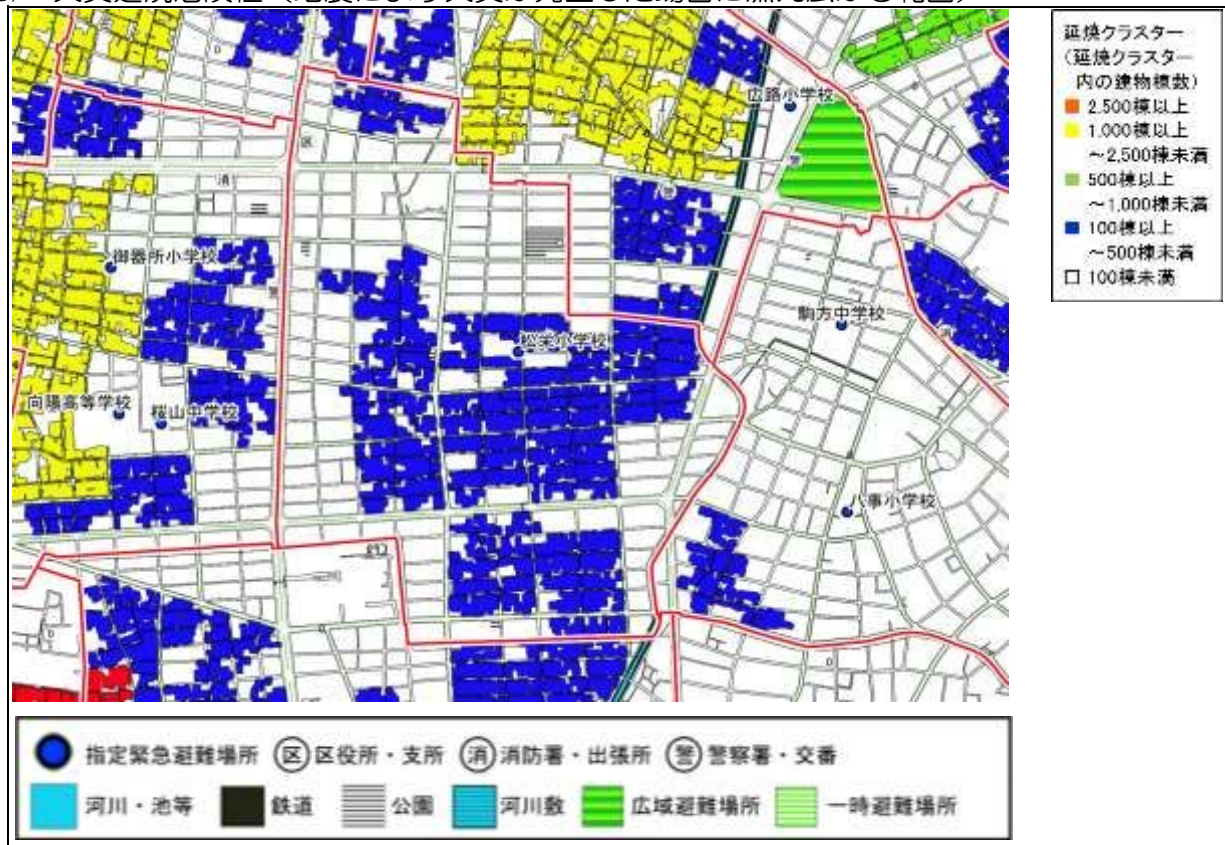 延焼クラスター
(延焼クラスター
内の建物棟数)
2,500棟以上
1,000棟以上
～2,500棟未満
500棟以上
～1,000棟未満
100棟以上
～500棟未満
100棟未満
広路小学校
区
消
警
御器所小学校
駒方中学校
松栄小学校
向陽高等学校
桜山中学校
八事小学校
指定緊急避難場所
区 区役所・支所
消 消防署・出張所
警 警察署・交番
河川・池等
鉄道
公園
河川敷
広域避難場所
一時避難場所